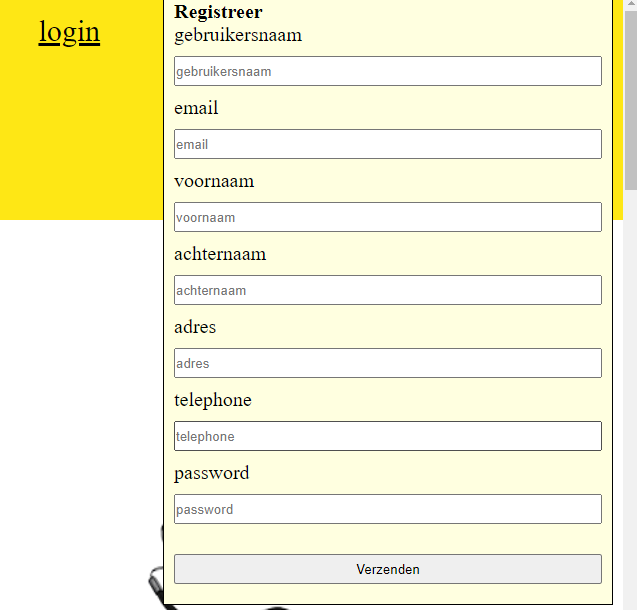 login
Registreer
gebruikersnaam
gebruikersnaam
email
email
voornaam
voornaam
achternaam
achternaam
adres
adres
telephone
telephone
password
password
Verzenden